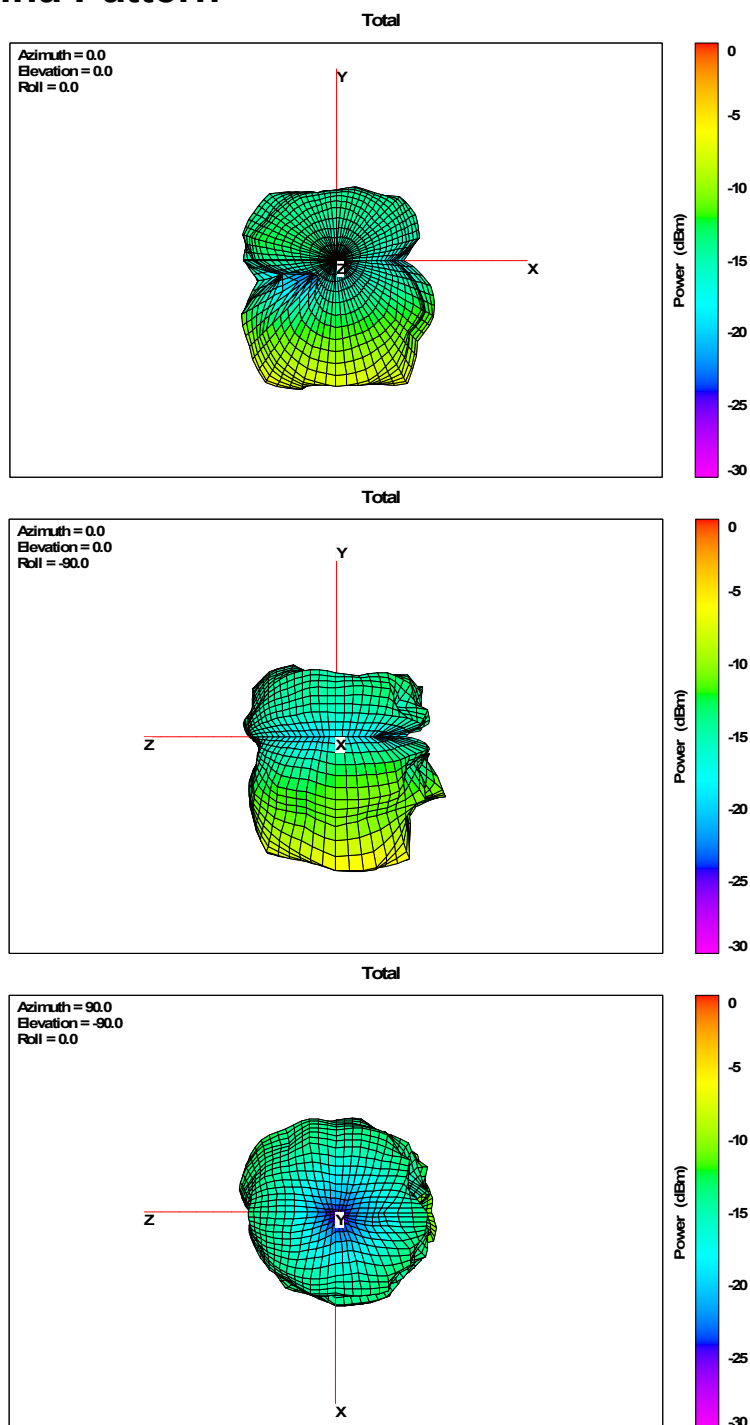 Total
Azimuth = 0.0
Elevation = 0.0
Roll = 0.0
Y
Z
X
0
-5
-10
-15
-20
-25
-30
Power (dBm)
Total
Azimuth = 0.0
Elevation = 0.0
Roll = -90.0
Y
Z
X
0
-5
-10
-15
-20
-25
-30
Power (dBm)
Total
Azimuth = 90.0
Elevation = -90.0
Roll = 0.0
Z
Y
X
0
-5
-10
-15
-20
-25
-30
Power (dBm)